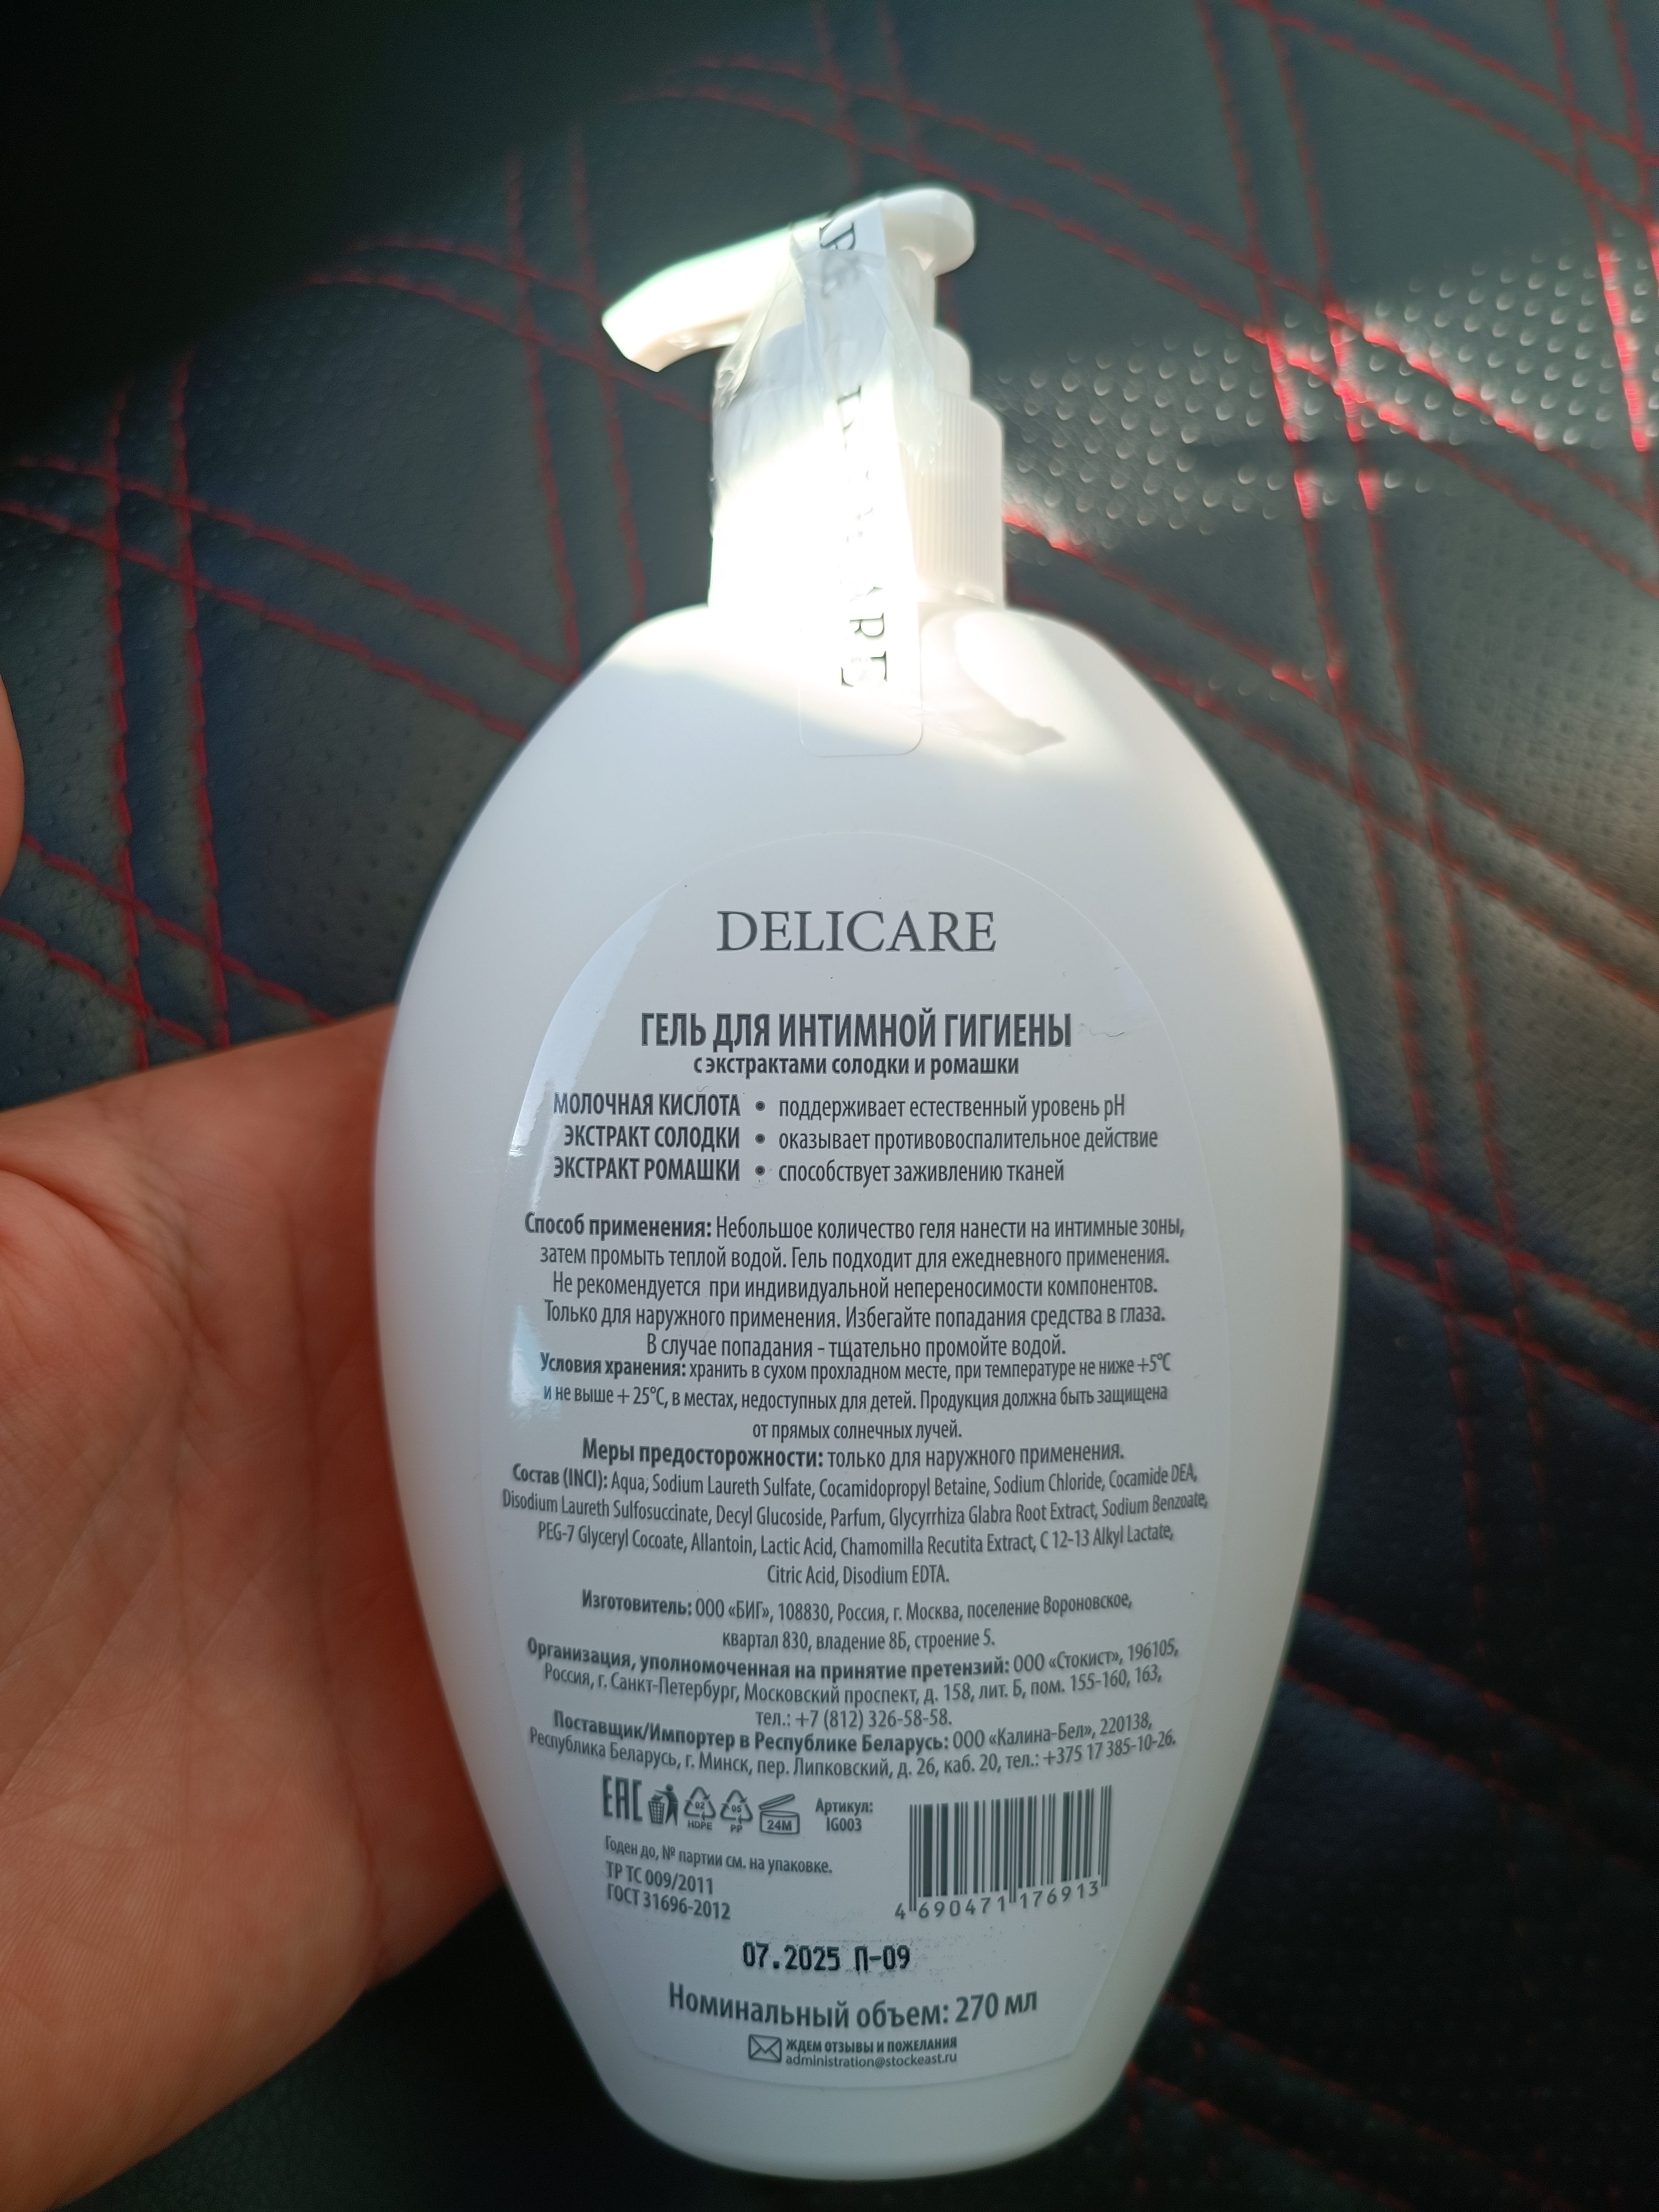 DELICARE
ГЕЛЬ ДЛЯ ИНТИМНОЙ ГИГИЕНЫ
с экстрактами солодки и ромашки
МОЛОЧНАЯ КИСЛОТА • поддерживает естественный уровень pH
ЭКСТРАКТ СОЛОДКИ • оказывает противовоспалительное действие
ЭКСТРАКТ РОМАШКИ • способствует заживлению тканей
Способ применения: Небольшое количество геля нанести на интимные зоны,
затем промыть теплой водой. Гель подходит для ежедневного применения.
Не рекомендуется при индивидуальной непереносимости компонентов.
Только для наружного применения. Избегайте попадания средства в глаза.
В случае попадания - тщательно промойте водой.
Условия хранения: хранить в сухом прохладном месте, при температуре не ниже +5°C
и не выше + 25°C, в местах, недоступных для детей. Продукция должна быть защищена
от прямых солнечных лучей.
Меры предосторожности: только для наружного применения.
Состав (INCI): Aqua, Sodium Laureth Sulfate, Cocamidopropyl Betaine, Sodium Chloride, Cocamide DEA,
Disodium Laureth Sulfosuccinate, Decyl Glucoside, Parfum, Glycyrrhiza Glabra Root Extract, Sodium Benzoate,
PEG-7 Glyceryl Cocoate, Allantoin, Lactic Acid, Chamomilla Recutita Extract, C 12-13 Alkyl Lactate,
Citric Acid, Disodium EDTA.
Изготовитель: ООО «БИГ», 108830, Россия, г. Москва, поселение Вороновское,
квартал 830, владение 8Б, строение 5.
Организация, уполномоченная на принятие претензий: ООО «Стокист», 196105,
Россия, г. Санкт-Петербург, Московский проспект, д. 158, лит. Б, пом. 155-160, 163,
тел.: +7 (812) 326-58-58.
Поставщик/Импортер в Республике Беларусь: ООО «Калина-Бел», 220138,
Республика Беларусь, г. Минск, пер. Липковский, д. 26, каб. 20, тел.: +375 17 385-10-26.
EAC 02 HDPE 05 PP 24M
Артикул:
IG003
Годен до, № партии см. на упаковке.
ТР ТС 009/2011
ГОСТ 31696-2012
4 690471 176913
07.2025 П-09
Номинальный объем: 270 мл
ЖДЕМ ОТЗЫВЫ И ПОЖЕЛАНИЯ
administration@stockeast.ru